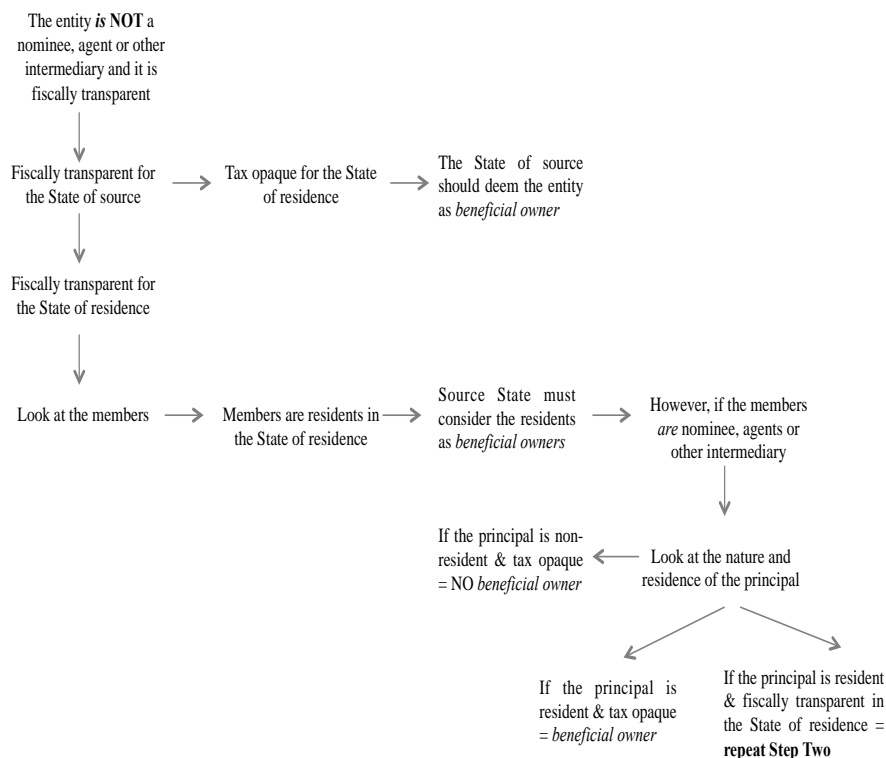 The entity is NOT a
nominee, agent or other
intermediary and it is
fiscally transparent
Fiscally transparent for
the State of source
Tax opaque for the State
of residence
The State of source
should deem the entity
as beneficial owner
Fiscally transparent for
the State of residence
Look at the members
Members are residents in
the State of residence
Source State must
consider the residents
as beneficial owners
However, if the members
are nominee, agents or
other intermediary
If the principal is non-
resident & tax opaque
= NO beneficial owner
Look at the nature and
residence of the principal
If the principal is
resident & tax opaque
= beneficial owner
If the principal is resident
& fiscally transparent in
the State of residence =
repeat Step Two